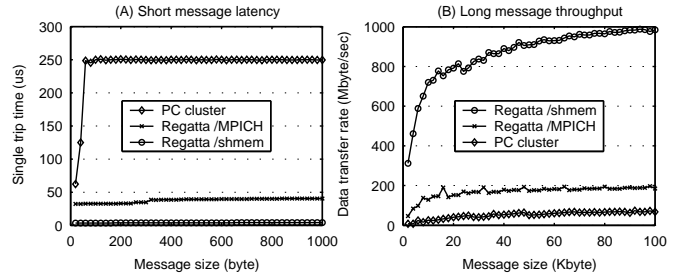 (A) Short message latency
300
250
200
150
100
50
0
Single trip time (us)
PC cluster
Regatta /MPICH
Regatta /shmem
0 200 400 600 800 1000
Message size (byte)
(B) Long message throughput
1000
800
600
400
200
0
Data transfer rate (Mbyte/sec)
Regatta /shmem
Regatta /MPICH
PC cluster
0 20 40 60 80 100
Message size (Kbyte)